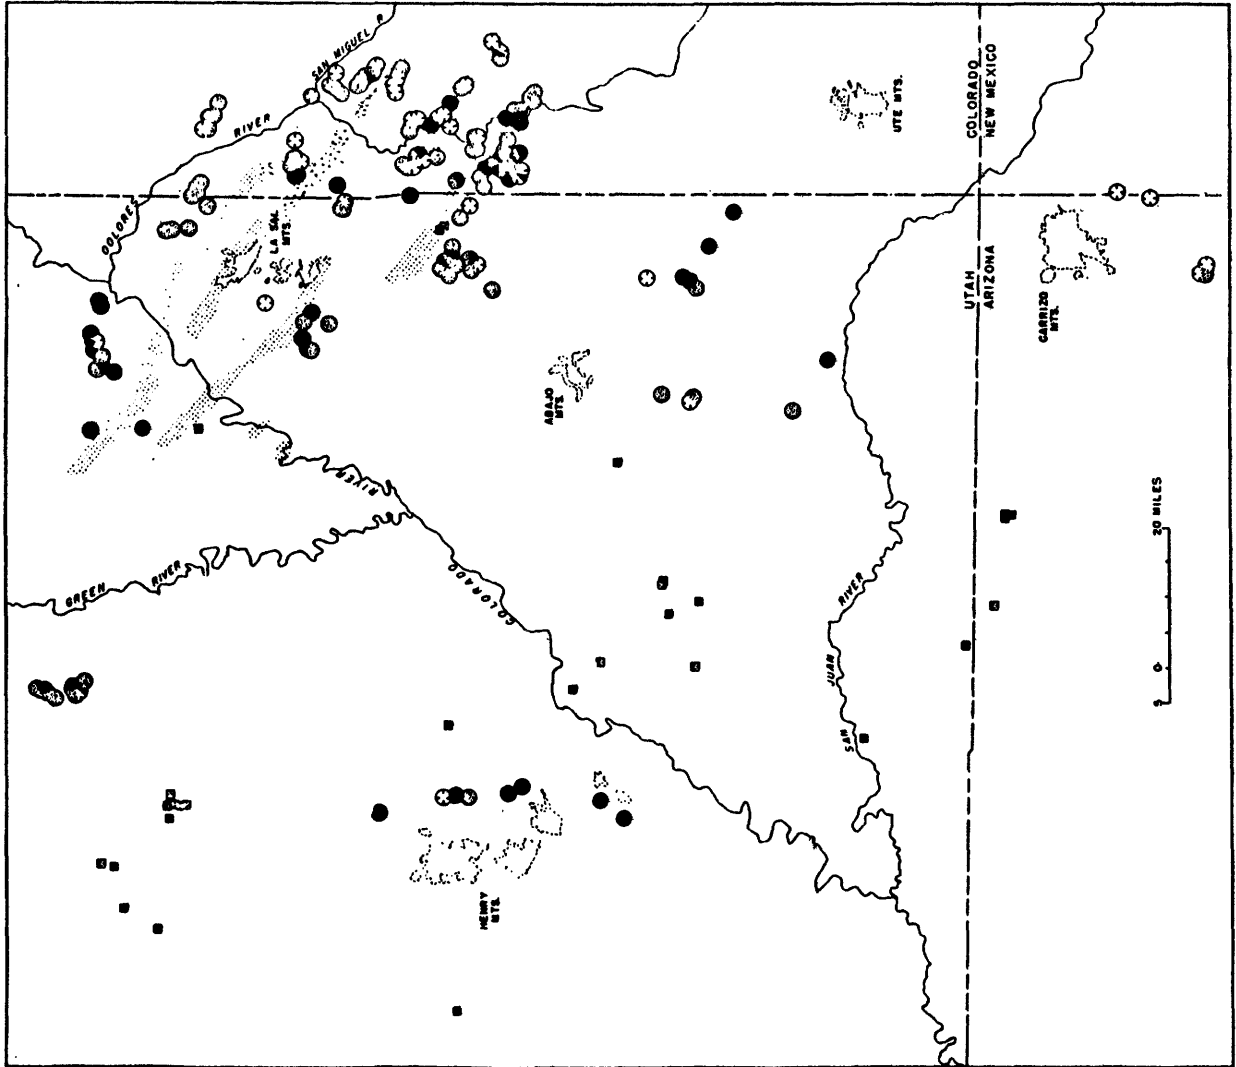 SAN MIGUEL R
RIVER
DOLORES
LA SAL
MTS.
UTE MTS.
COLORADO
NEW MEXICO
UTAH
ARIZONA
CARRIZO
MTS.
ABAJO
MTS.
RIVER
COLORADO
GREEN RIVER
SAN JUAN RIVER
HENRY
MTS.
5 0 20 MILES